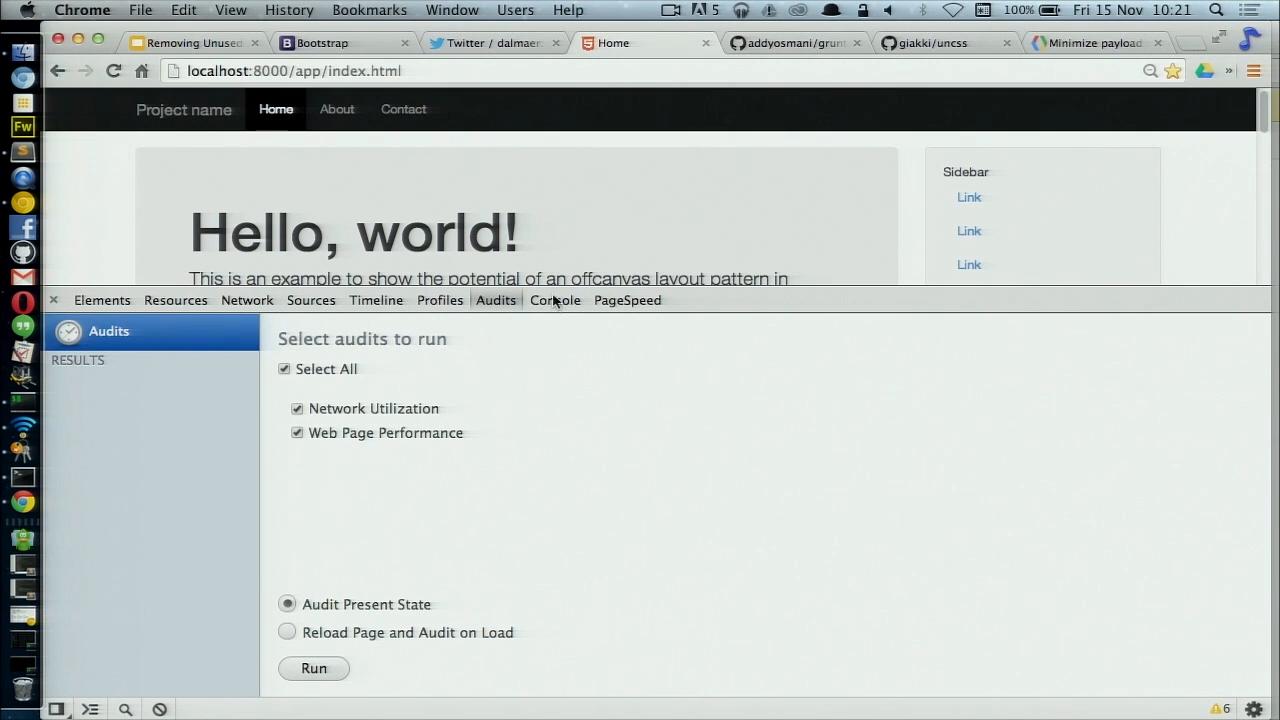 Chrome File Edit View History Bookmarks Window Users Help 5 100% Fri 15 Nov 10:21
Removing Unused Bootstrap Twitter / dalmaer Home addyosmani/grunt giakki/uncss Minimize payload
localhost:8000/app/index.html
Project name Home About Contact
Hello, world!
This is an example to show the potential of an offcanvas layout pattern in
Sidebar
Link
Link
Link
Elements Resources Network Sources Timeline Profiles Audits Console PageSpeed
Audits
RESULTS
Select audits to run
Select All
Network Utilization
Web Page Performance
Audit Present State
Reload Page and Audit on Load
Run
6
Fw